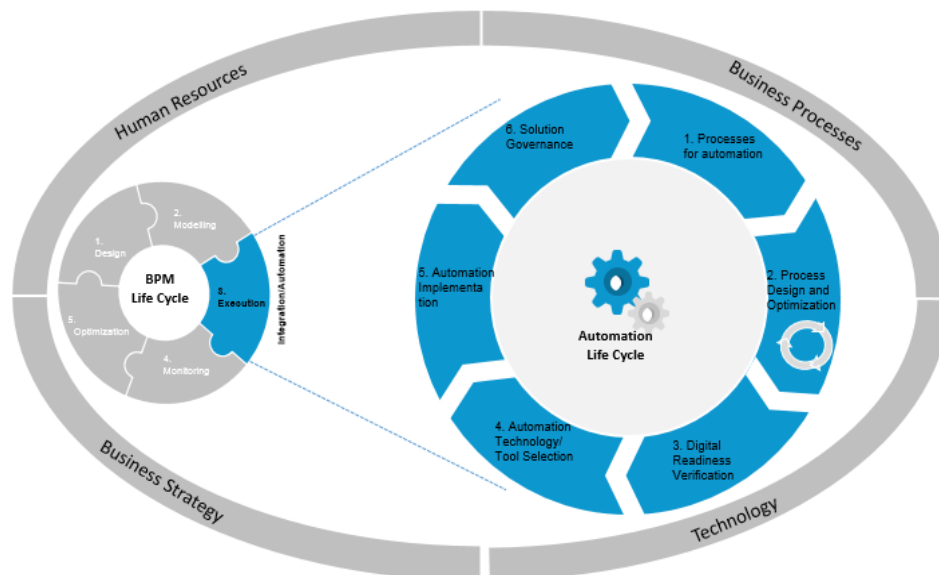 Human Resources
Business Processes
6. Solution
Governance
1. Processes
for automation
2.
Modelling
1.
Design
BPM
Life Cycle
3.
Execution
5.
Optimization
4.
Monitoring
Integration/Automation
5. Automation
Implementa
tion
2. Process
Design and
Optimization
Automation
Life Cycle
4. Automation
Technology/
Tool Selection
3. Digital
Readiness
Verification
Business Strategy
Technology